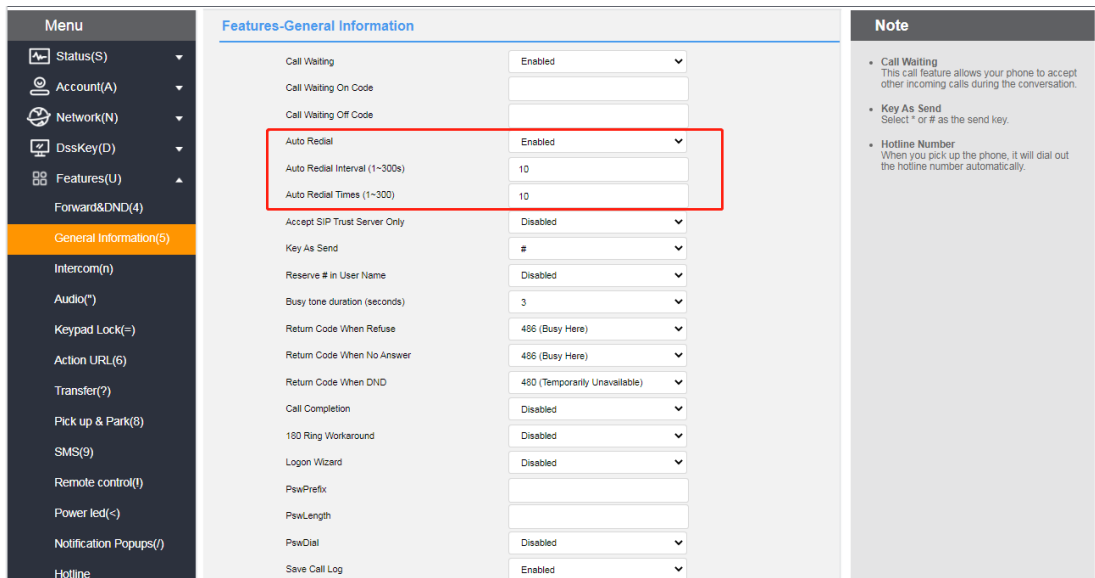 Menu
Status(S)
Account(A)
Network(N)
DssKey(D)
Features(U)
Forward&DND(4)
General Information(5)
Intercom(n)
Audio(")
Keypad Lock(=)
Action URL(6)
Transfer(?)
Pick up & Park(8)
SMS(9)
Remote control(!)
Power led(<)
Notification Popups(/)
Hotline
Features-General Information
Call Waiting Enabled
Call Waiting On Code
Call Waiting Off Code
Auto Redial Enabled
Auto Redial Interval (1~300s) 10
Auto Redial Times (1~300) 10
Accept SIP Trust Server Only Disabled
Key As Send #
Reserve # in User Name Disabled
Busy tone duration (seconds) 3
Return Code When Refuse 486 (Busy Here)
Return Code When No Answer 486 (Busy Here)
Return Code When DND 480 (Temporarily Unavailable)
Call Completion Disabled
180 Ring Workaround Disabled
Logon Wizard Disabled
PswPrefix
PswLength
PswDial Disabled
Save Call Log Enabled
Note
Call Waiting
This call feature allows your phone to accept
other incoming calls during the conversation.
Key As Send
Select * or # as the send key.
Hotline Number
When you pick up the phone, it will dial out
the hotline number automatically.